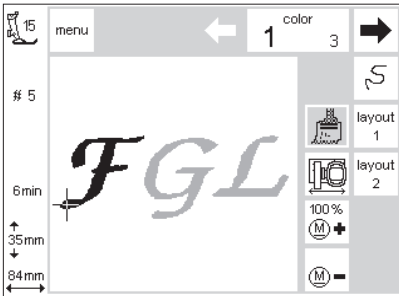 15
menu
color
1 3
# 5
layout
1
FGL
layout
2
6min
100%
M +
35mm
84mm
M -